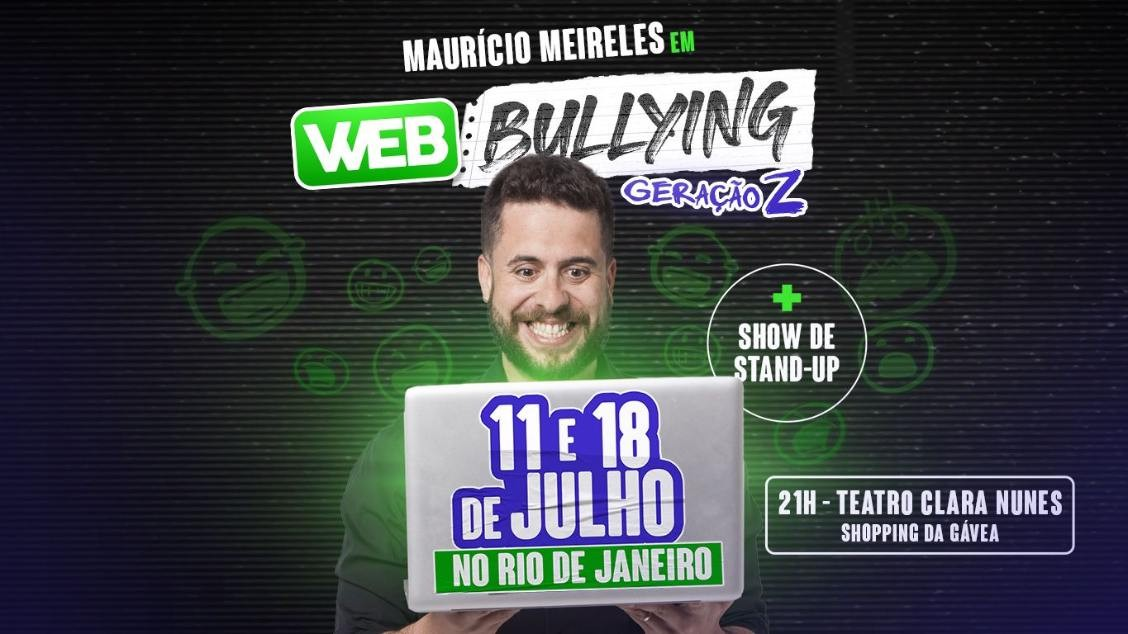 MAURÍCIO MEIRELES EM
WEB BULLYING
GERAÇÃO Z
+
SHOW DE
STAND-UP
11 E 18
DE JULHO
NO RIO DE JANEIRO
21H - TEATRO CLARA NUNES
SHOPPING DA GÁVEA